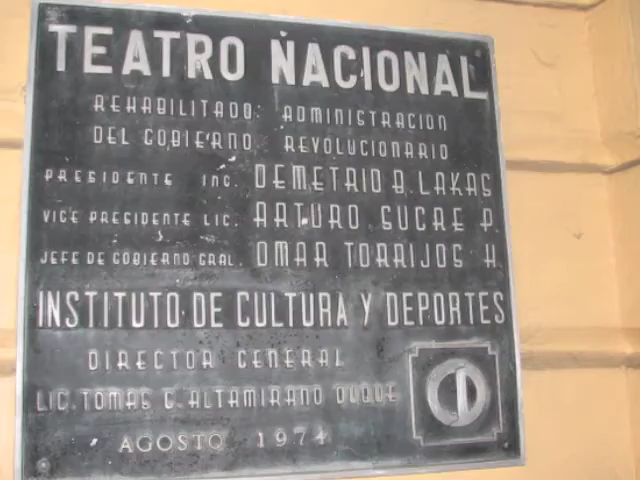 TEATRO NACIONAL
REHABILITADO: ADMINISTRACION
DEL GOBIERNO REVOLUCIONARIO
PRESIDENTE ING. DEMETRIO B. LAKAS
VICE PRESIDENTE LIC. ARTURO SUCRE P.
JEFE DE GOBIERNO GRAL. OMAR TORRIJOS H.
INSTITUTO DE CULTURA Y DEPORTES
DIRECTOR GENERAL
LIC. TOMAS G. ALTAMIRANO DUQUE
AGOSTO 1974